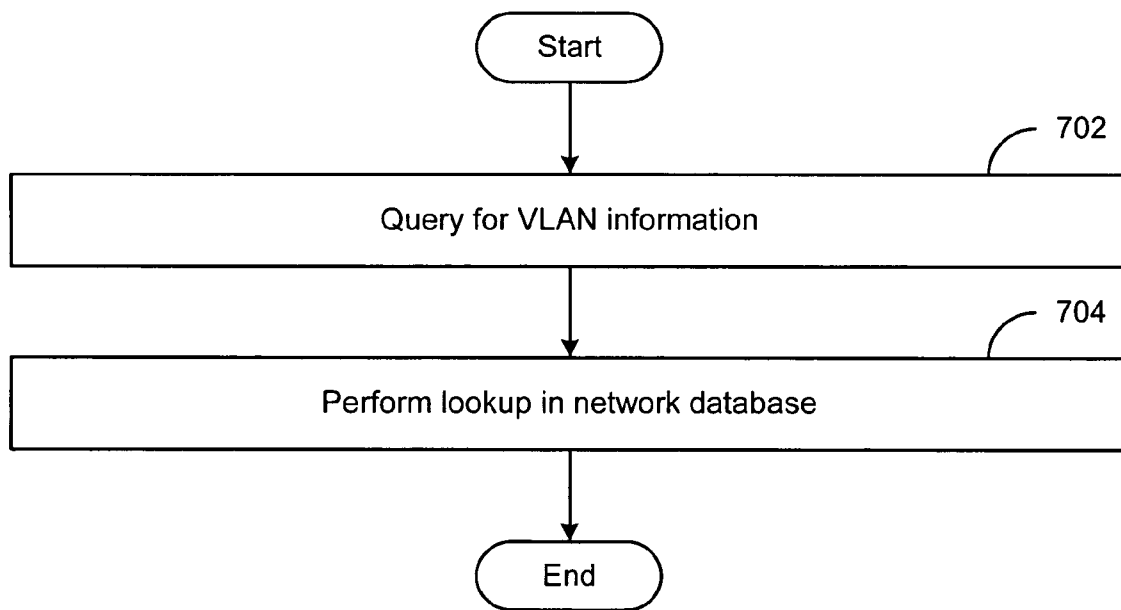 Start
702
Query for VLAN information
704
Perform lookup in network database
End